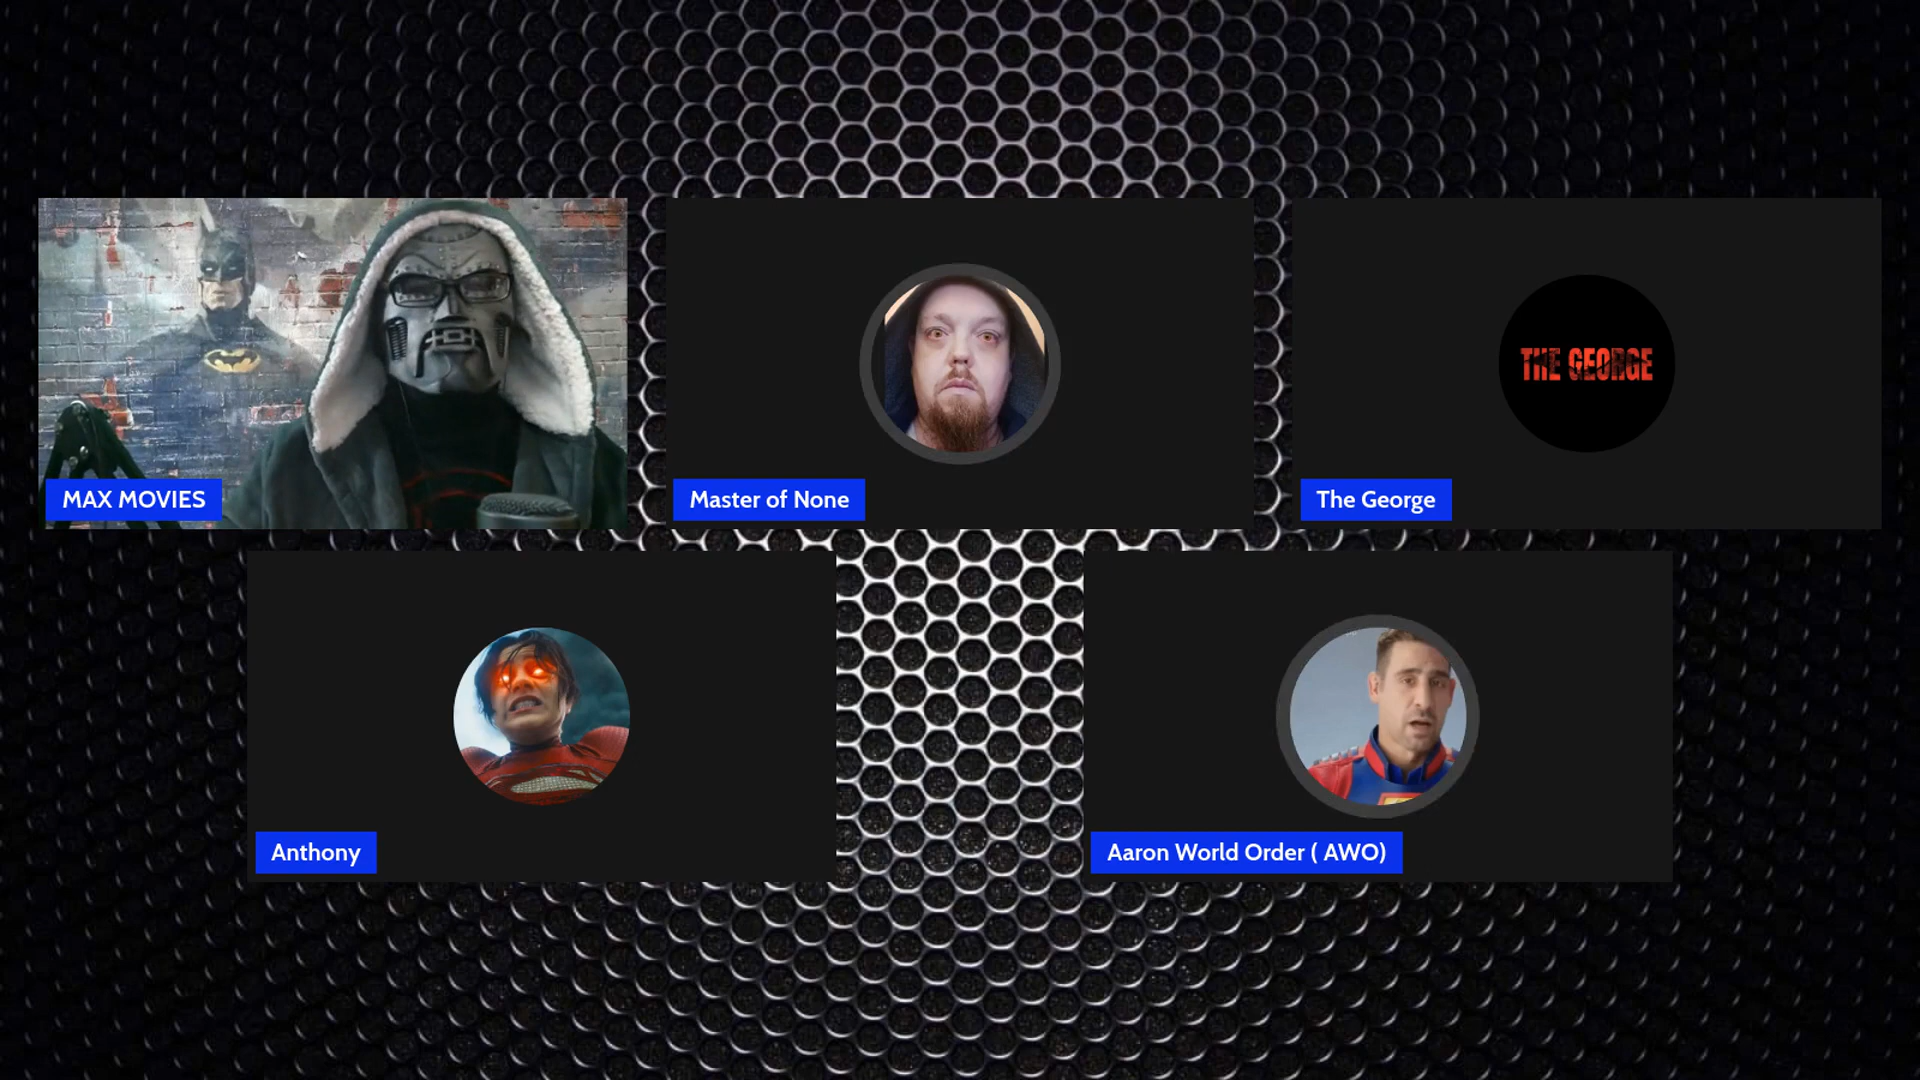 MAX MOVIES
Master of None
THE GEORGE
The George
Anthony
Aaron World Order ( AWO)